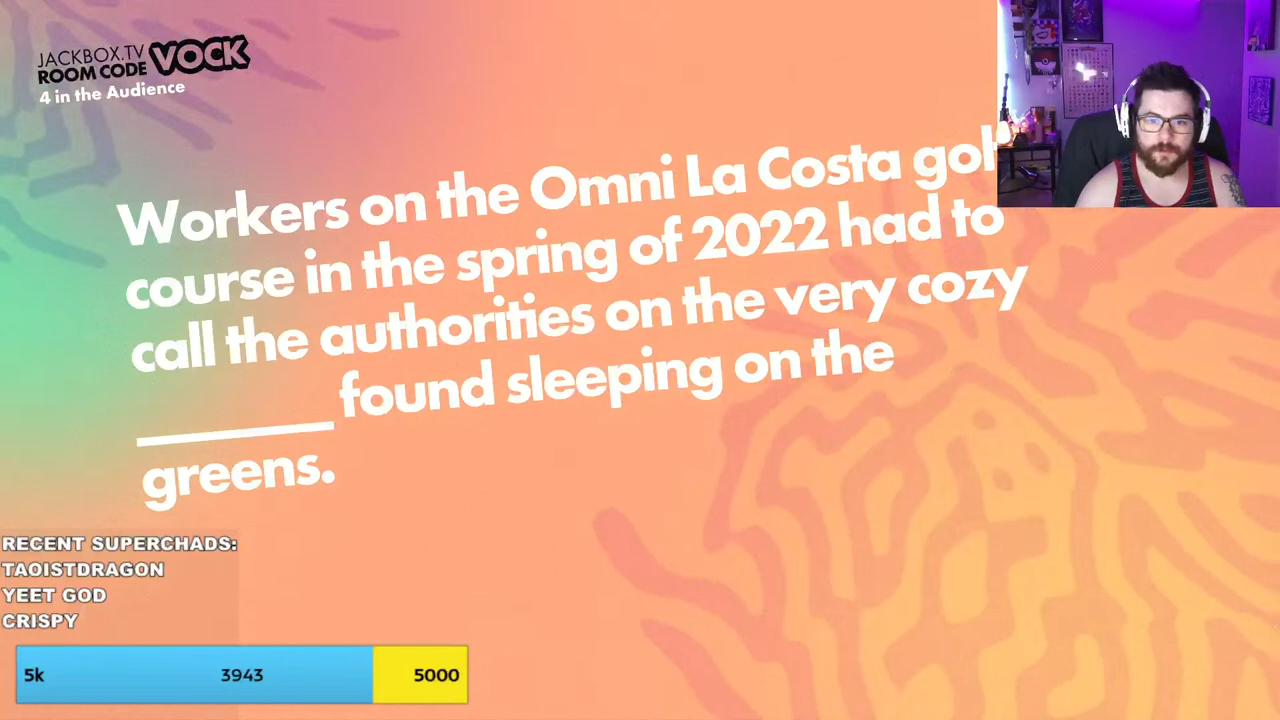 JACKBOX.TV
ROOM CODE VOCK
4 in the Audience
Workers on the Omni La Costa gol
course in the spring of 2022 had to
call the authorities on the very cozy
________ found sleeping on the
greens.
RECENT SUPERCHADS:
TAOISTDRAGON
YEET GOD
CRISPY
5k 3943 5000